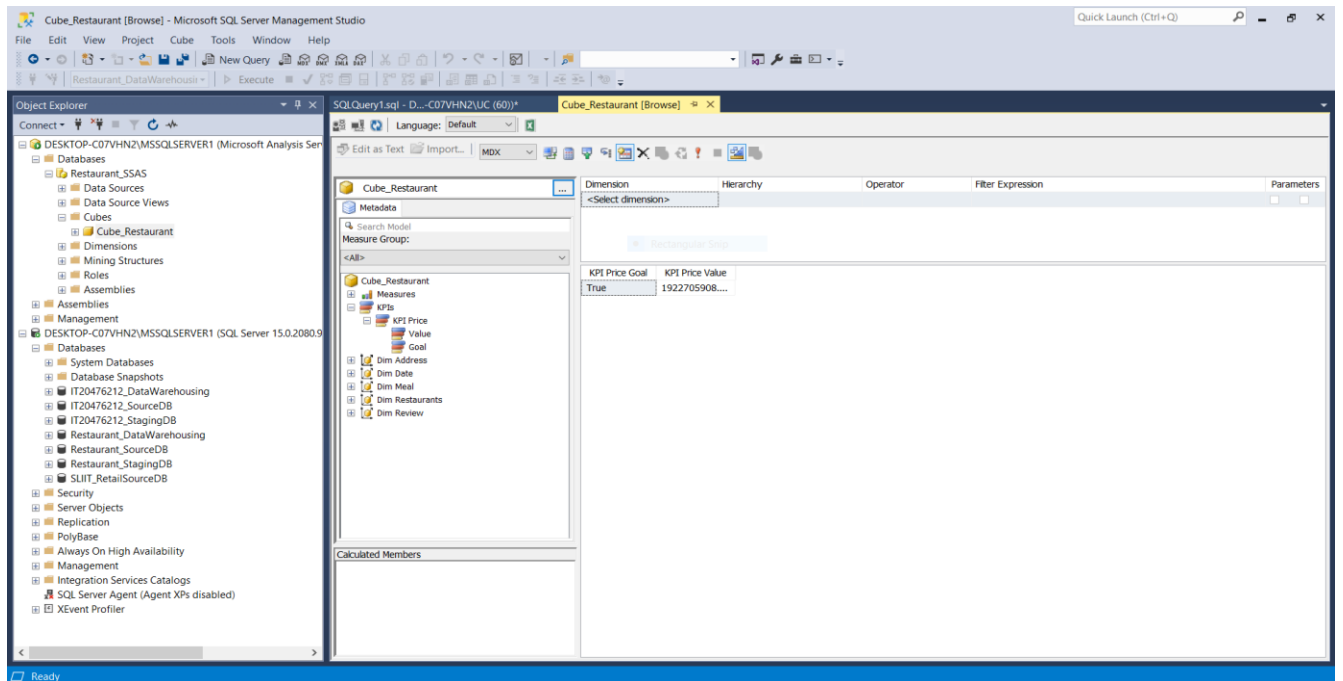 Cube_Restaurant [Browse] - Microsoft SQL Server Management Studio
Quick Launch (Ctrl+Q)
File Edit View Project Cube Tools Window Help
New Query
Restaurant_DataWarehousi
Execute
Object Explorer
Connect
DESKTOP-C07VHN2\MSSQLSERVER1 (Microsoft Analysis Ser
Databases
Restaurant_SSAS
Data Sources
Data Source Views
Cubes
Cube_Restaurant
Dimensions
Mining Structures
Roles
Assemblies
Assemblies
Management
DESKTOP-C07VHN2\MSSQLSERVER1 (SQL Server 15.0.2080.9
Databases
System Databases
Database Snapshots
IT20476212_DataWarehousing
IT20476212_SourceDB
IT20476212_StagingDB
Restaurant_DataWarehousing
Restaurant_SourceDB
Restaurant_StagingDB
SLIIT_RetailSourceDB
Security
Server Objects
Replication
PolyBase
Always On High Availability
Management
Integration Services Catalogs
SQL Server Agent (Agent XPs disabled)
XEvent Profiler
SQLQuery1.sql - D...-C07VHN2\UC (60))*
Cube_Restaurant [Browse]
Language: Default
Edit as Text Import... MDX
Cube_Restaurant ...
Metadata
Search Model
Measure Group:
<All>
Cube_Restaurant
Measures
KPIs
KPI Price
Value
Goal
Dim Address
Dim Date
Dim Meal
Dim Restaurants
Dim Review
Calculated Members
Dimension Hierarchy Operator Filter Expression Parameters
<Select dimension>
Rectangular Snip
KPI Price Goal KPI Price Value
True 1922705908....
Ready